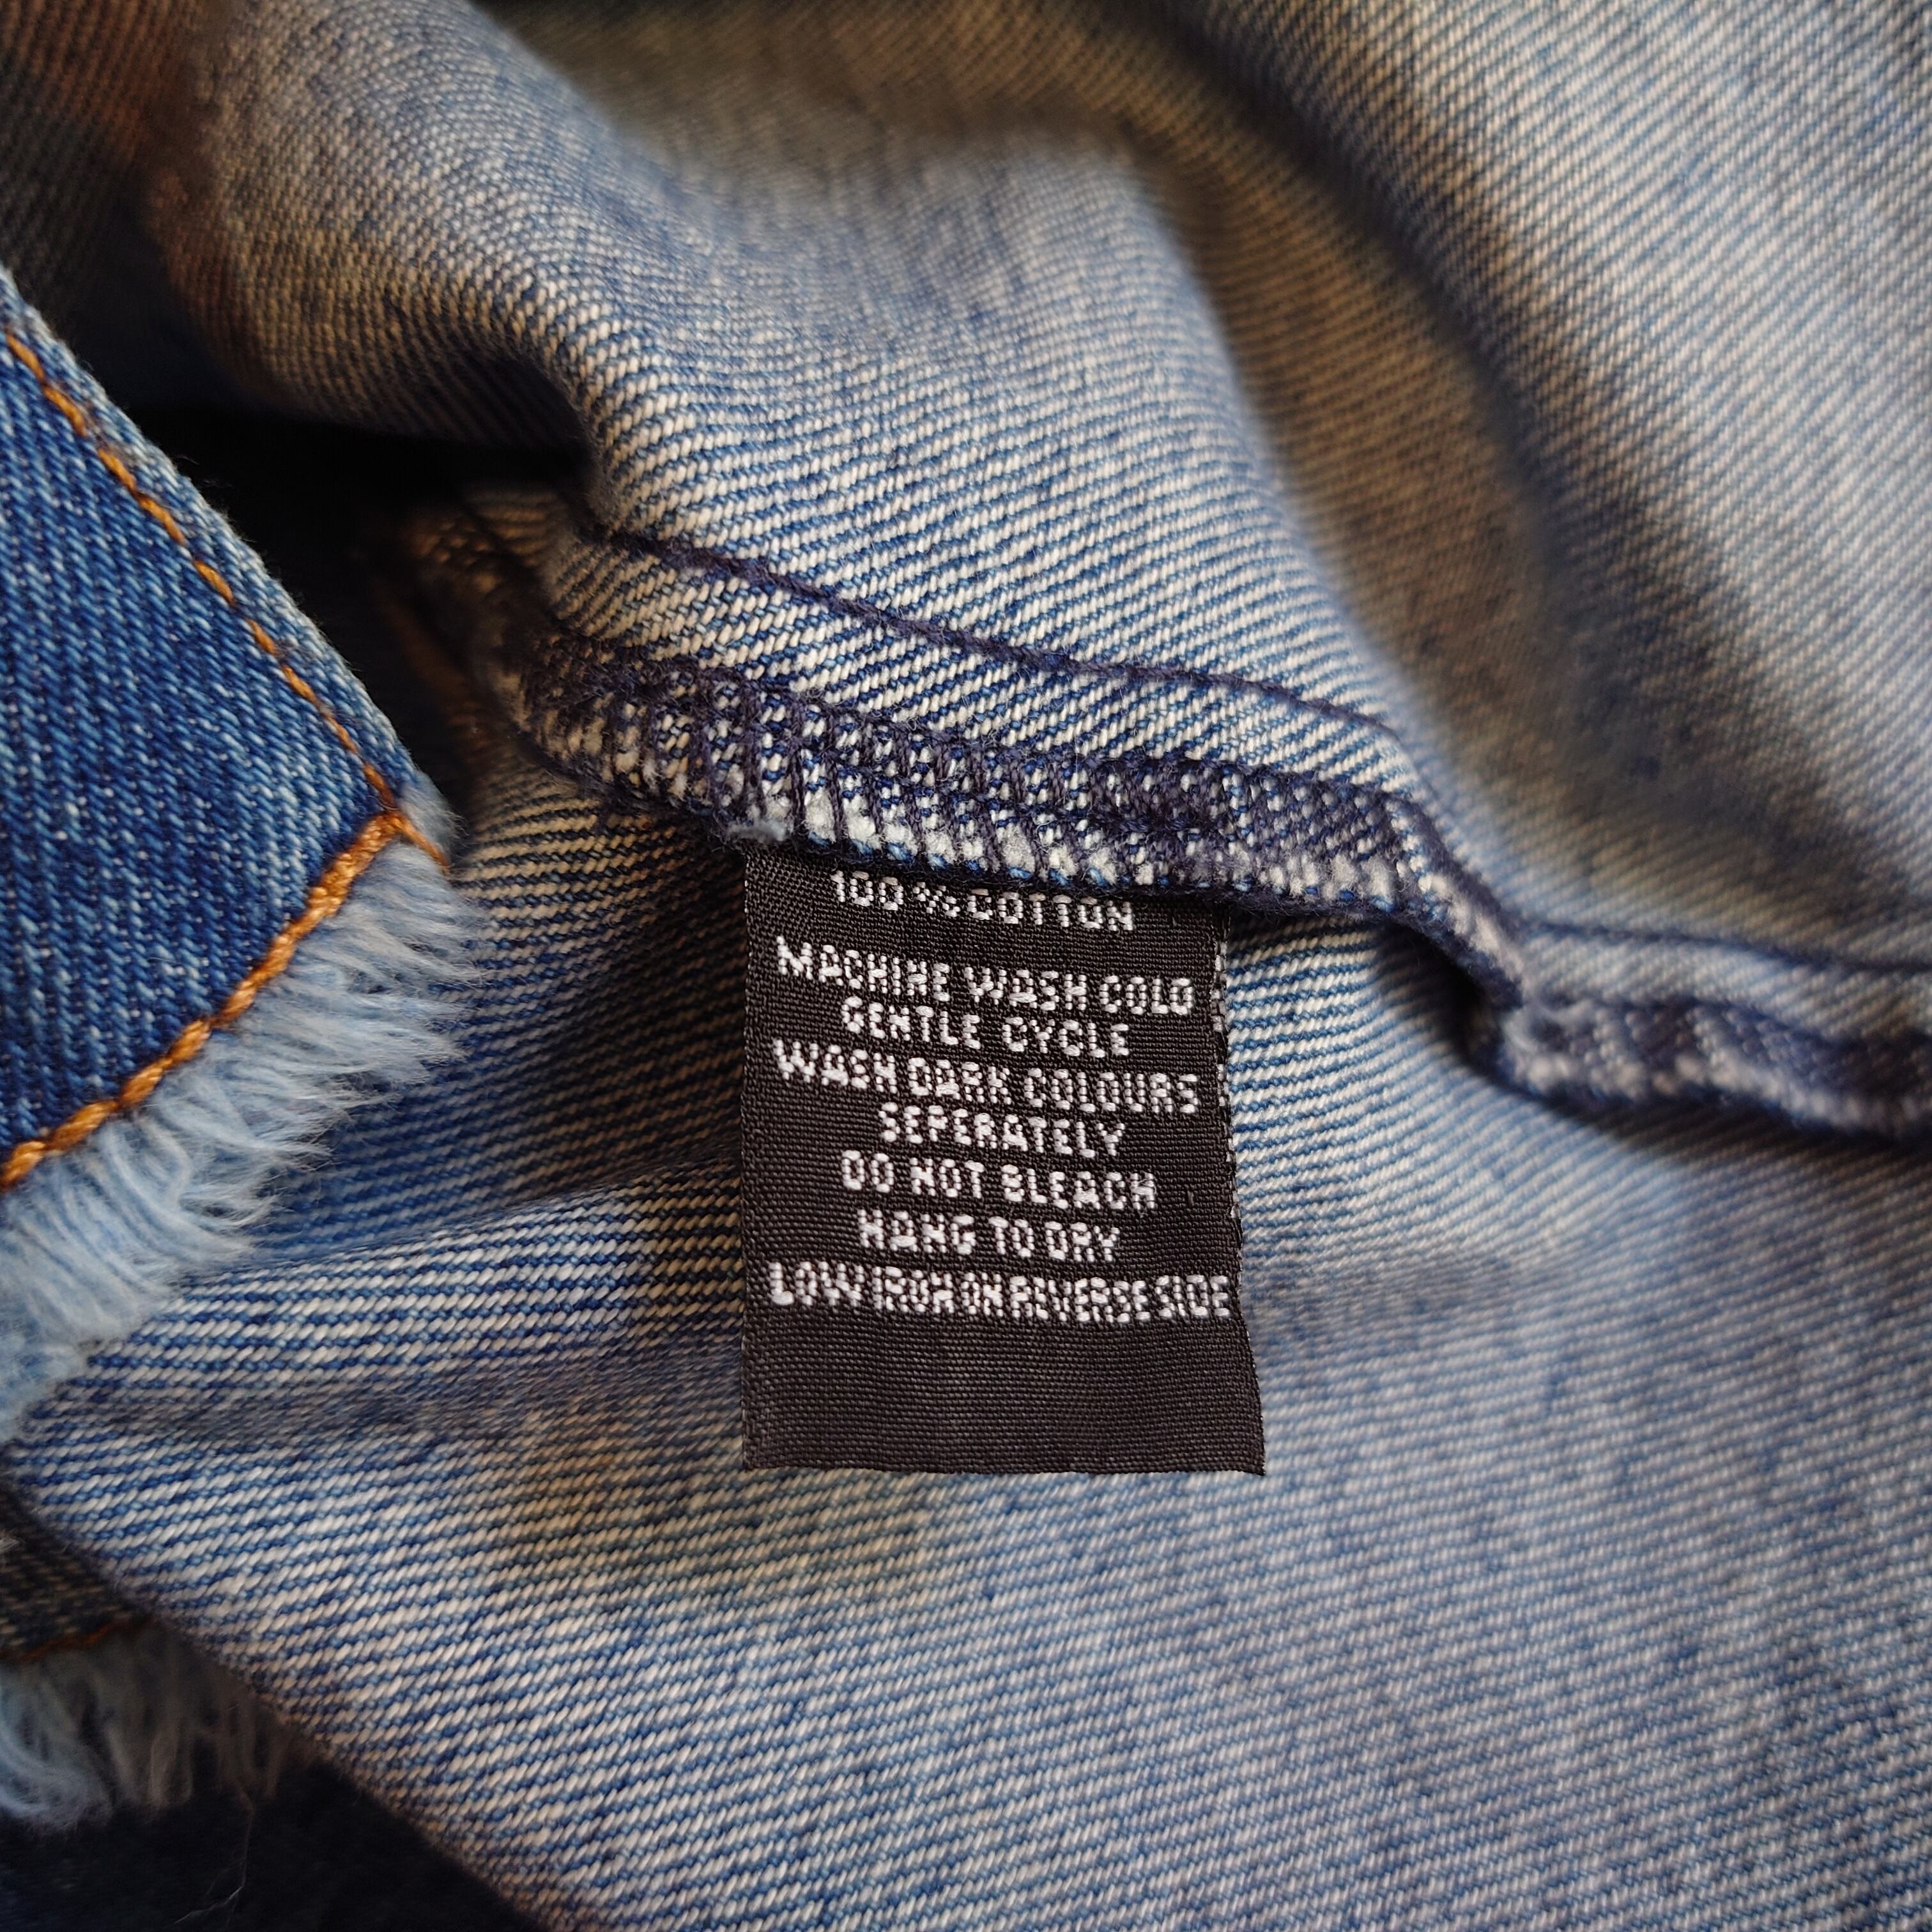 100% COTTON
MACHINE WASH COLD
GENTLE CYCLE
WASH DARK COLOURS
SEPERATELY
DO NOT BLEACH
HANG TO DRY
LOW IRON ON REVERSE SIDE